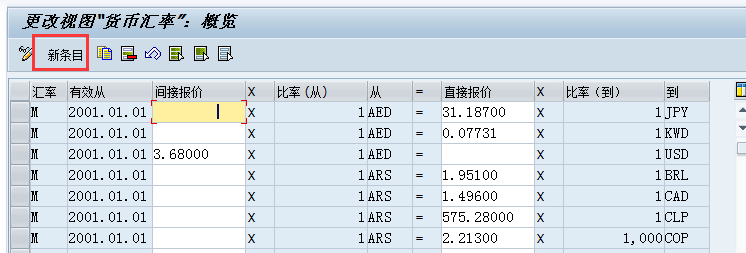 更改视图"货币汇率": 概览
新条目
汇率 有效从 间接报价 X 比率(从) 从 = 直接报价 X 比率(到) 到
M 2001.01.01 X 1 AED = 31.18700 X 1 JPY
M 2001.01.01 X 1 AED = 0.07731 X 1 KWD
M 2001.01.01 3.68000 X 1 AED = X 1 USD
M 2001.01.01 X 1 ARS = 1.95100 X 1 BRL
M 2001.01.01 X 1 ARS = 1.49600 X 1 CAD
M 2001.01.01 X 1 ARS = 575.28000 X 1 CLP
M 2001.01.01 X 1 ARS = 2.21300 X 1,000 COP